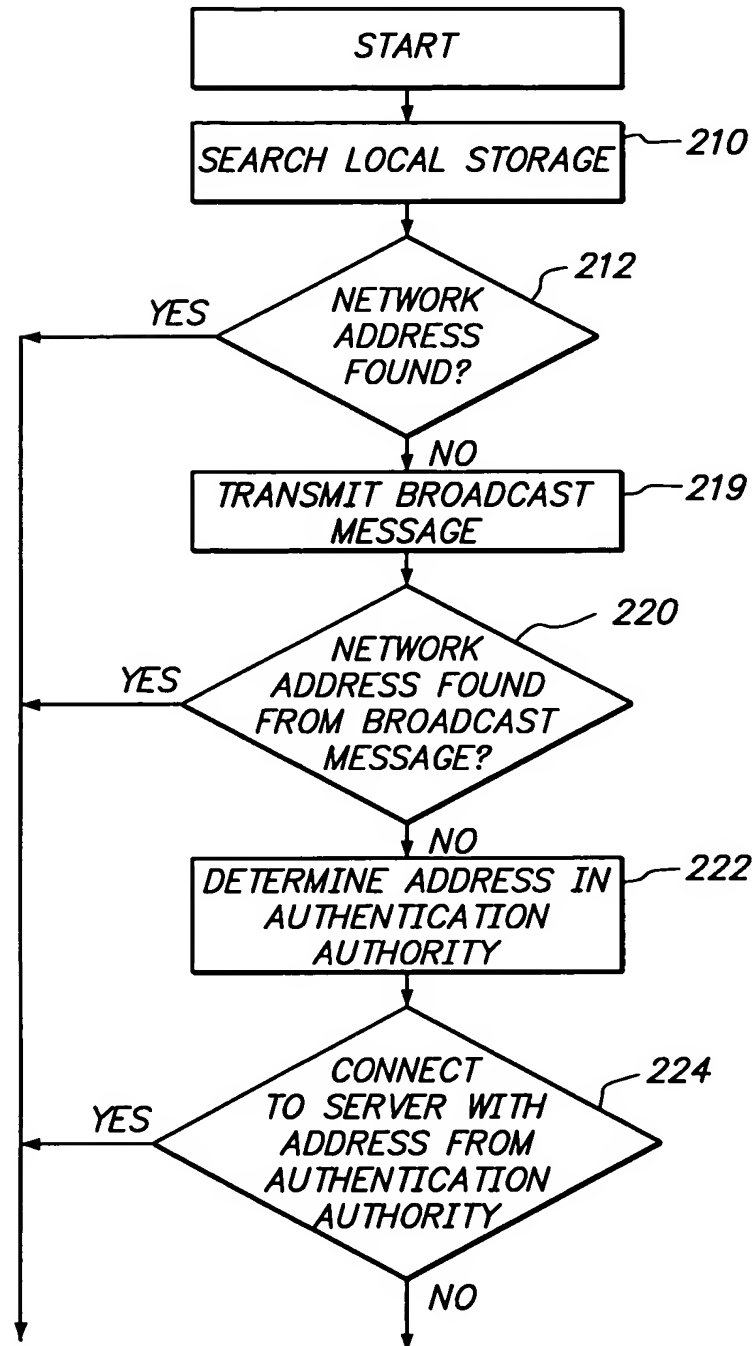 START
SEARCH LOCAL STORAGE
210
212
NETWORK
ADDRESS
FOUND?
YES
NO
TRANSMIT BROADCAST
MESSAGE
219
220
NETWORK
ADDRESS FOUND
FROM BROADCAST
MESSAGE?
YES
NO
DETERMINE ADDRESS IN
AUTHENTICATION
AUTHORITY
222
CONNECT
TO SERVER WITH
ADDRESS FROM
AUTHENTICATION
AUTHORITY
224
YES
NO